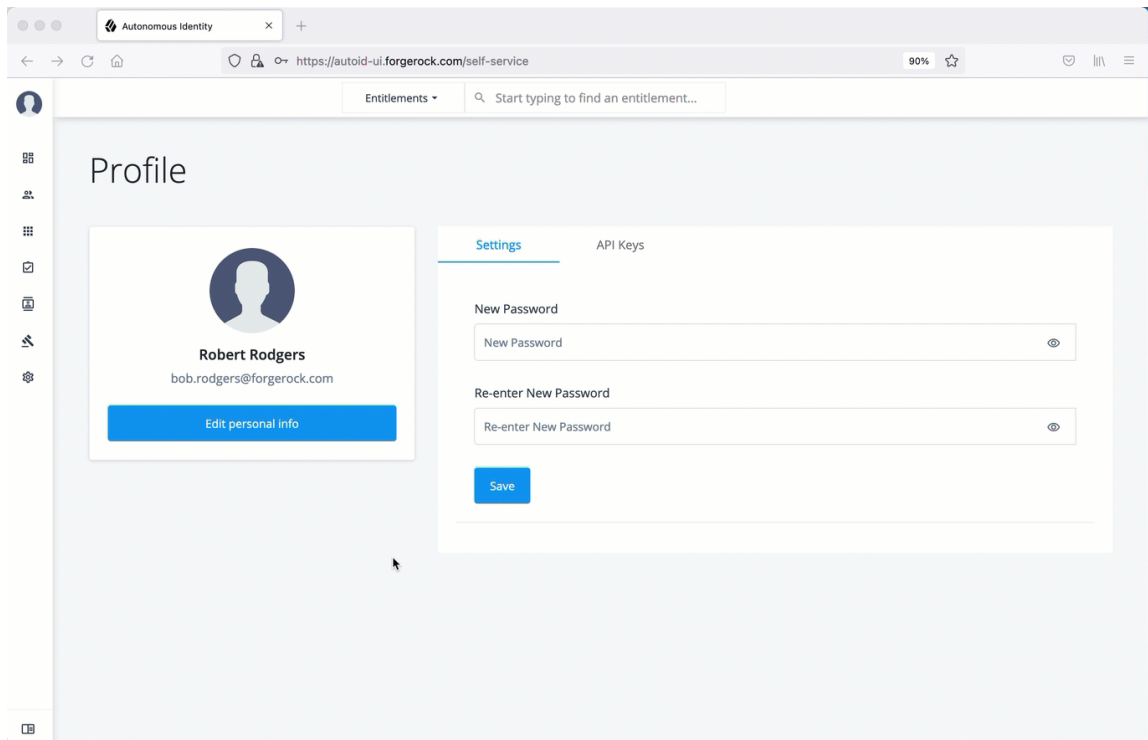 Autonomous Identity
https://autoid-ui.forgerock.com/self-service
90%
Entitlements
Start typing to find an entitlement...
Profile
Settings
API Keys
Robert Rodgers
bob.rodgers@forgerock.com
Edit personal info
New Password
New Password
Re-enter New Password
Re-enter New Password
Save